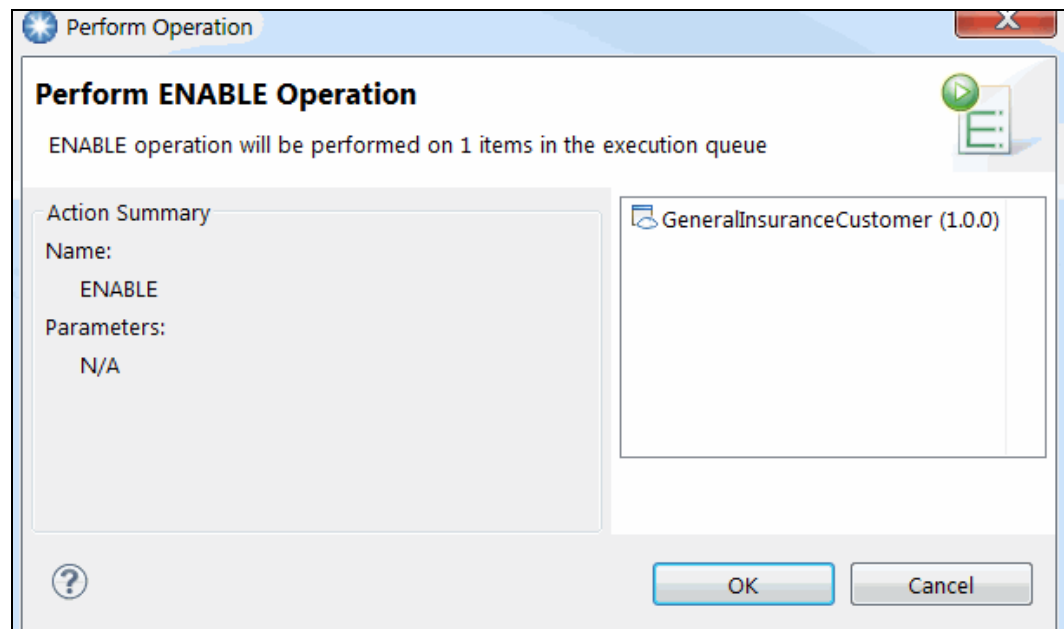 Perform Operation
X
Perform ENABLE Operation
ENABLE operation will be performed on 1 items in the execution queue
Action Summary
Name:
ENABLE
Parameters:
N/A
GeneralInsuranceCustomer (1.0.0)
?
OK
Cancel